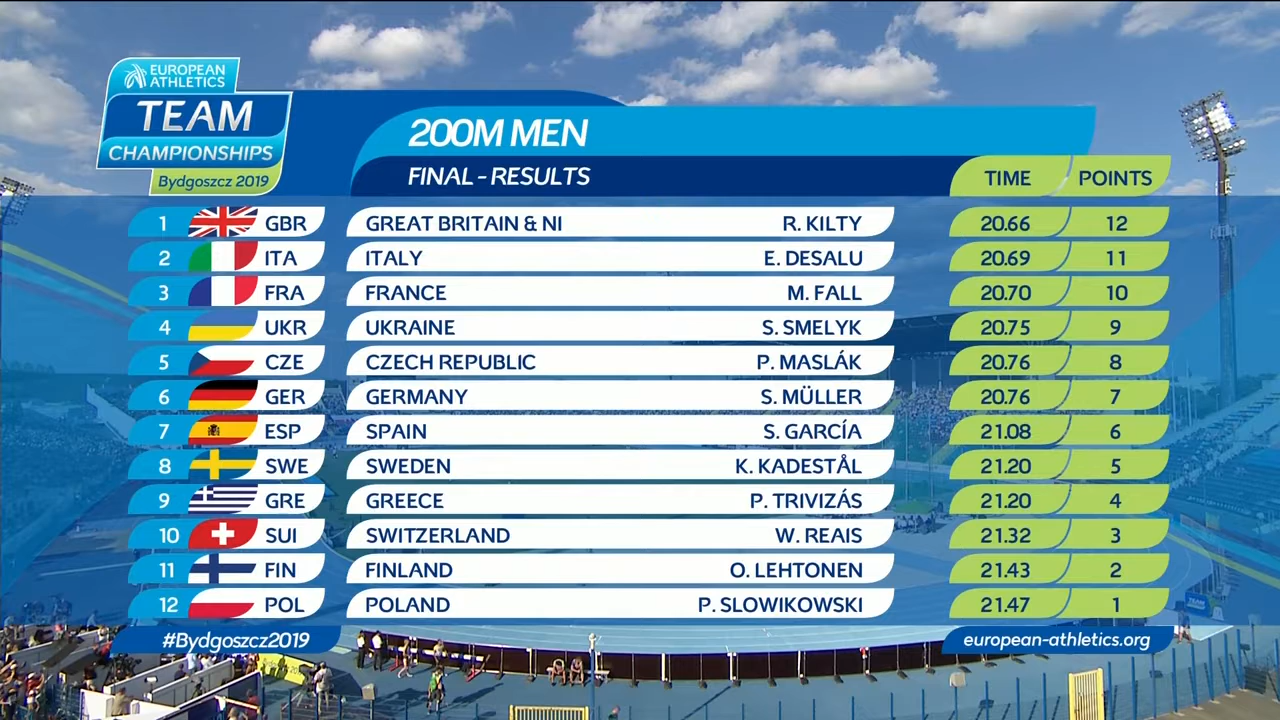 EUROPEAN
ATHLETICS
TEAM
CHAMPIONSHIPS
Bydgoszcz 2019
200M MEN
FINAL - RESULTS
TIME POINTS
1 GBR GREAT BRITAIN & NI R. KILTY 20.66 12
2 ITA ITALY E. DESALU 20.69 11
3 FRA FRANCE M. FALL 20.70 10
4 UKR UKRAINE S. SMELYK 20.75 9
5 CZE CZECH REPUBLIC P. MASLÁK 20.76 8
6 GER GERMANY S. MÜLLER 20.76 7
7 ESP SPAIN S. GARCÍA 21.08 6
8 SWE SWEDEN K. KADESTÅL 21.20 5
9 GRE GREECE P. TRIVIZÁS 21.20 4
10 SUI SWITZERLAND W. REAIS 21.32 3
11 FIN FINLAND O. LEHTONEN 21.43 2
12 POL POLAND P. SLOWIKOWSKI 21.47 1
#Bydgoszcz2019 european-athletics.org